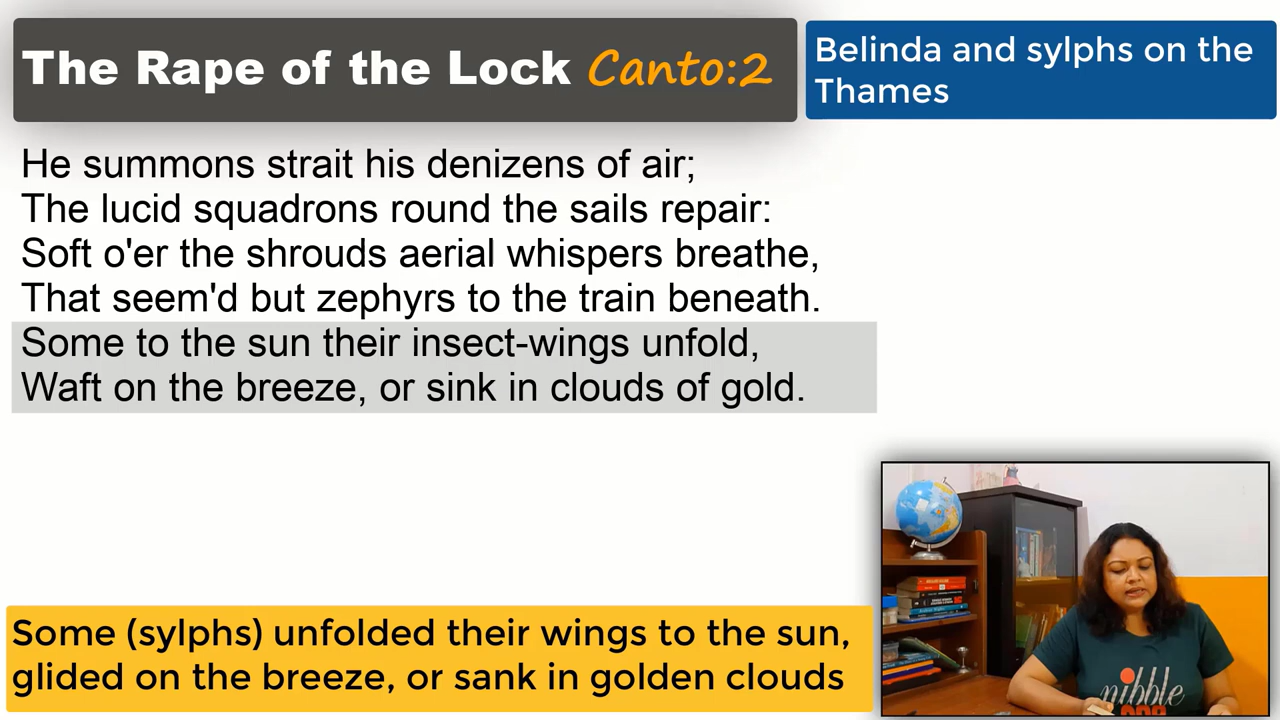 The Rape of the Lock Canto:2
Belinda and sylphs on the
Thames
He summons strait his denizens of air;
The lucid squadrons round the sails repair:
Soft o'er the shrouds aerial whispers breathe,
That seem'd but zephyrs to the train beneath.
Some to the sun their insect-wings unfold,
Waft on the breeze, or sink in clouds of gold.
Some (sylphs) unfolded their wings to the sun,
glided on the breeze, or sank in golden clouds
nibble